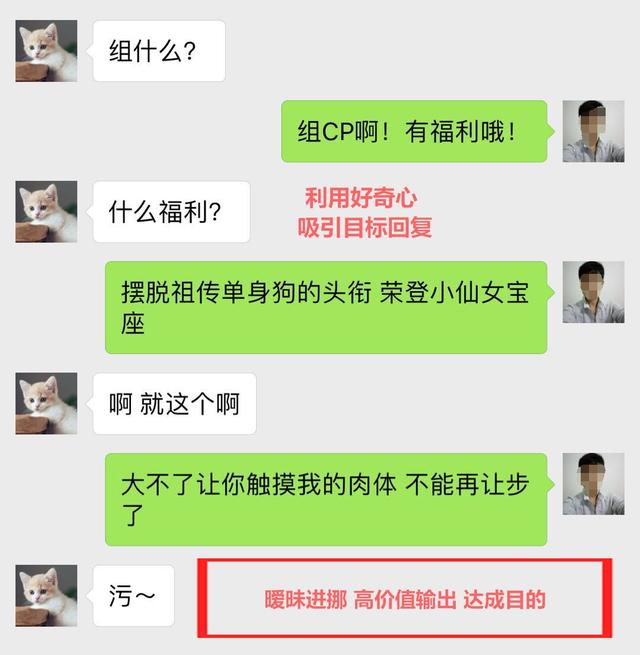 组什么？
组CP啊！有福利哦！
什么福利？
利用好奇心
吸引目标回复
摆脱祖传单身狗的头衔 荣登小仙女宝
座
啊 就这个啊
大不了让你触摸我的肉体 不能再让步
了
污～
暧昧进挪 高价值输出 达成目的